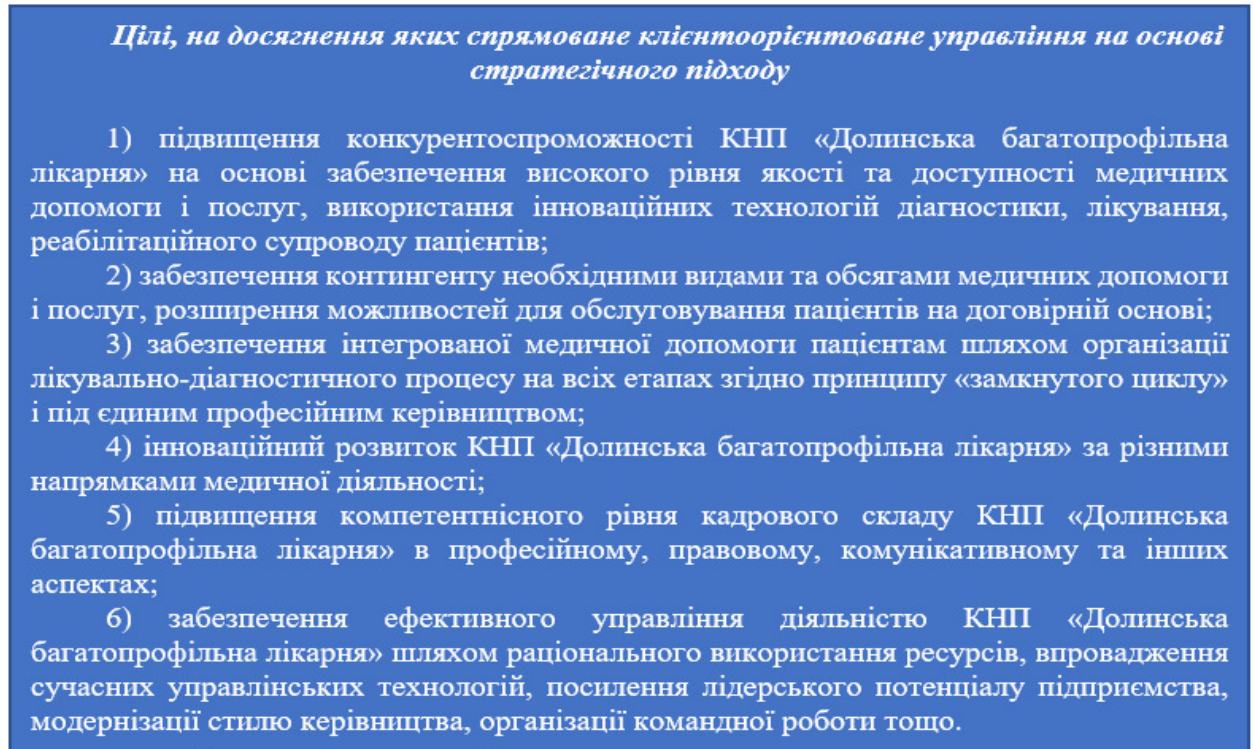 Цілі, на досягнення яких спрямоване клієнтоорієнтоване управління на основі
стратегічного підходу
1) підвищення конкурентоспроможності КНП «Долинська багатопрофільна
лікарня» на основі забезпечення високого рівня якості та доступності медичних
допомоги і послуг, використання інноваційних технологій діагностики, лікування,
реабілітаційного супроводу пацієнтів;
2) забезпечення контингенту необхідними видами та обсягами медичних допомоги
і послуг, розширення можливостей для обслуговування пацієнтів на договірній основі;
3) забезпечення інтегрованої медичної допомоги пацієнтам шляхом організації
лікувально-діагностичного процесу на всіх етапах згідно принципу «замкнутого циклу»
і під єдиним професійним керівництвом;
4) інноваційний розвиток КНП «Долинська багатопрофільна лікарня» за різними
напрямками медичної діяльності;
5) підвищення компетентнісного рівня кадрового складу КНП «Долинська
багатопрофільна лікарня» в професійному, правовому, комунікативному та інших
аспектах;
6) забезпечення ефективного управління діяльністю КНП «Долинська
багатопрофільна лікарня» шляхом раціонального використання ресурсів, впровадження
сучасних управлінських технологій, посилення лідерського потенціалу підприємства,
модернізації стилю керівництва, організації командної роботи тощо.